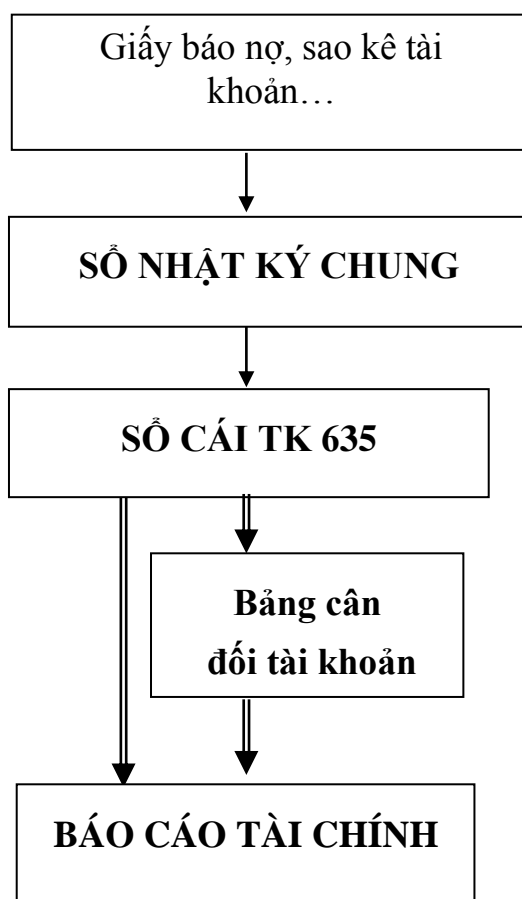 Giấy báo nợ, sao kê tài
khoản…
SỔ NHẬT KÝ CHUNG
SỔ CÁI TK 635
Bảng cân
đối tài khoản
BÁO CÁO TÀI CHÍNH